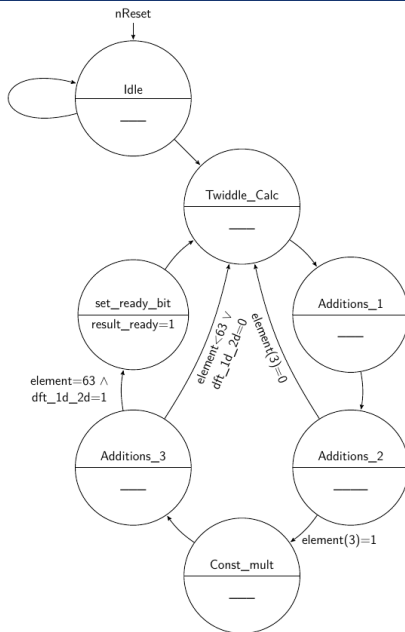 nReset
Idle
Twiddle_Calc
set_ready_bit
result_ready=1
Additions_1
element<63 ∨
dft_1d_2d=0
element(3)=0
element=63 ∧
dft_1d_2d=1
Additions_3
Additions_2
element(3)=1
Const_mult